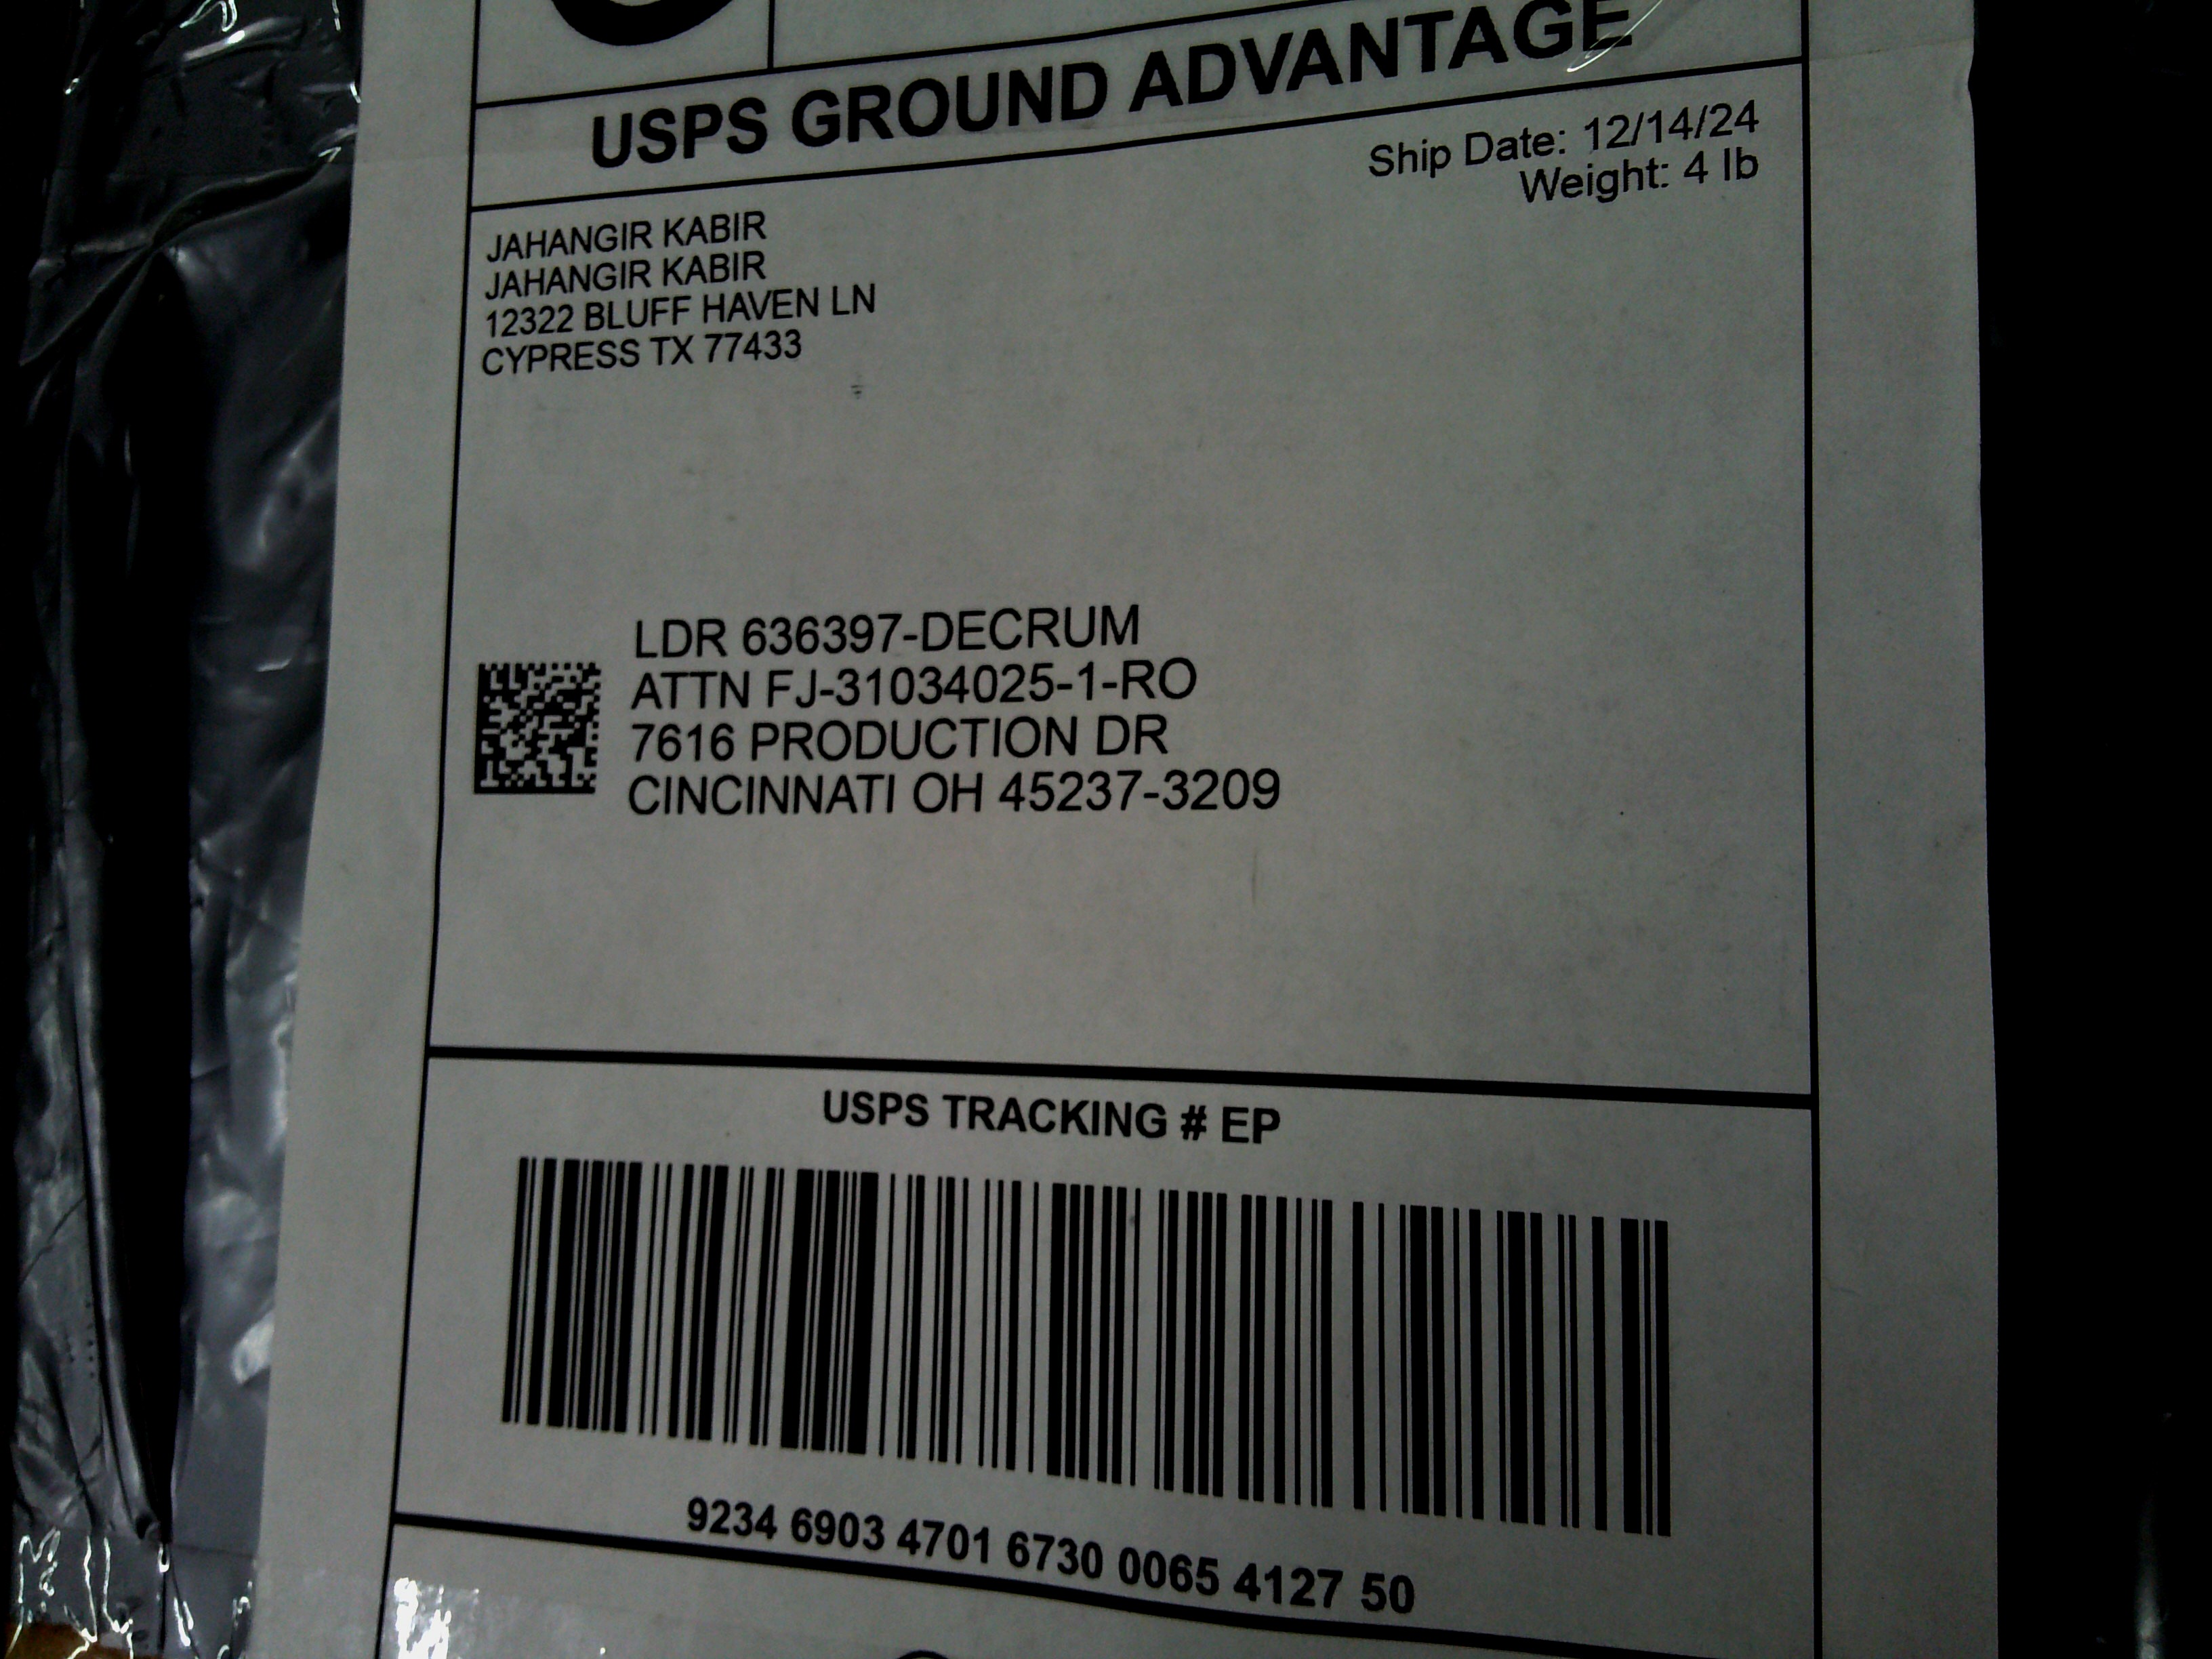 USPS GROUND ADVANTAGE
Ship Date: 12/14/24
Weight: 4 lb
JAHANGIR KABIR
JAHANGIR KABIR
12322 BLUFF HAVEN LN
CYPRESS TX 77433
LDR 636397-DECRUM
ATTN FJ-31034025-1-RO
7616 PRODUCTION DR
CINCINNATI OH 45237-3209
USPS TRACKING # EP
9234 6903 4701 6730 0065 4127 50